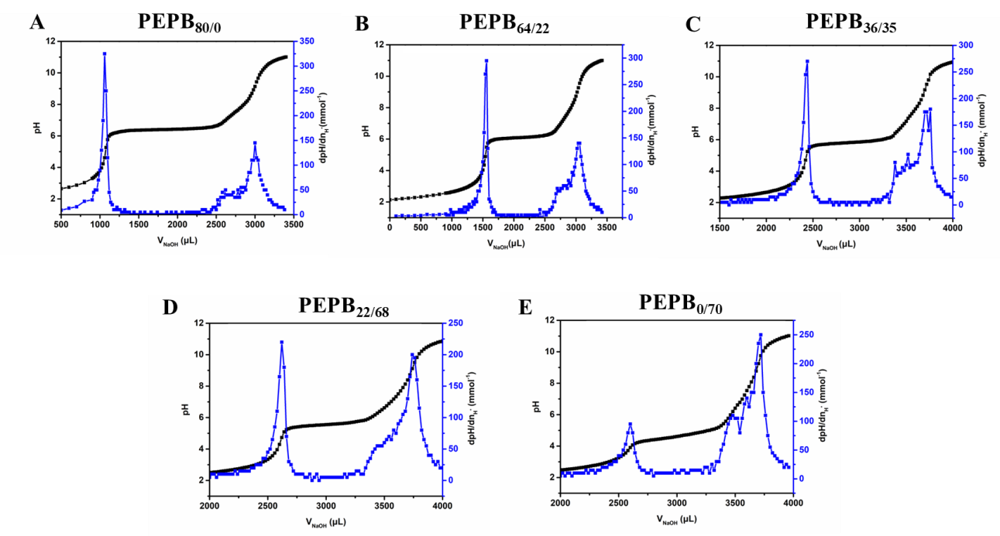 A PEPB80/0
12
10
8
6
4
2
pH
500 1000 1500 2000 2500 3000 3500
VNaOH (µL)
350
300
250
200
150
100
50
0
dpH/dnH- (mmol-1)
B PEPB64/22
12
10
8
6
4
2
pH
0 500 1000 1500 2000 2500 3000 3500
VNaOH(µL)
300
250
200
150
100
50
0
dpH/dnH-(mmol-1)
C PEPB36/35
12
10
8
6
4
2
pH
1500 2000 2500 3000 3500 4000
VNaOH (µL)
300
250
200
150
100
50
0
dpH/dnH-(mmol-1)
D PEPB22/68
12
10
8
6
4
2
pH
2000 2500 3000 3500 4000
VNaOH (µL)
250
200
150
100
50
0
dpH/dnH- (mmol-1)
E PEPB0/70
12
10
8
6
4
2
pH
2000 2500 3000 3500 4000
VNaOH (µL)
250
200
150
100
50
0
dpH/dnH- (mmol-1)